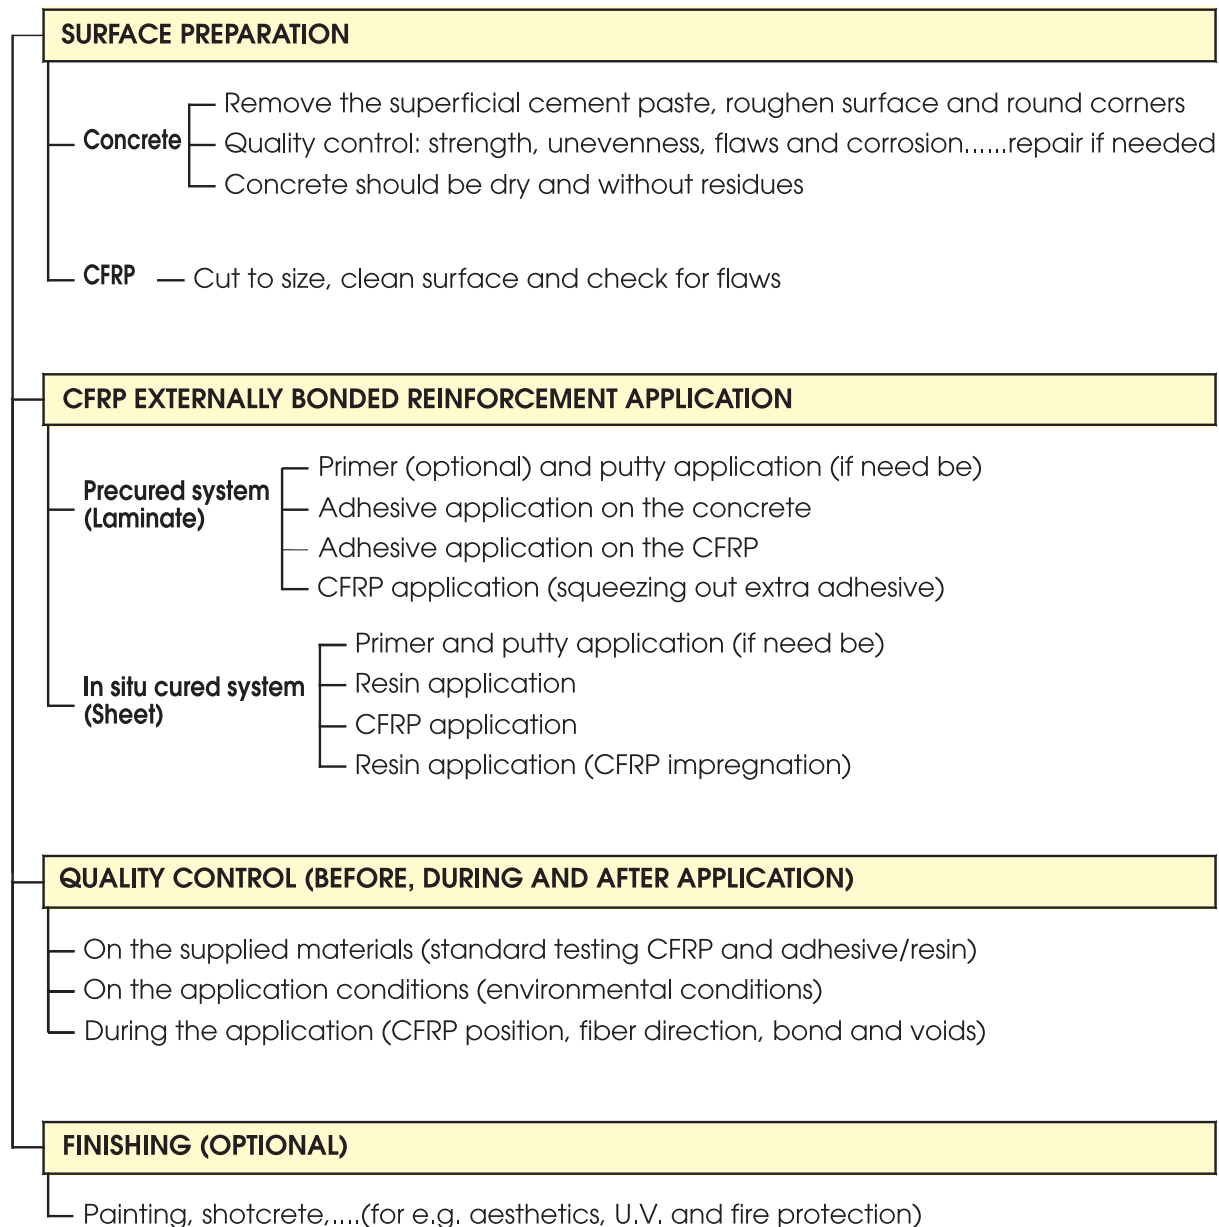 SURFACE PREPARATION
Concrete
Remove the superficial cement paste, roughen surface and round corners
Quality control: strength, unevenness, flaws and corrosion......repair if needed
Concrete should be dry and without residues
CFRP
Cut to size, clean surface and check for flaws
CFRP EXTERNALLY BONDED REINFORCEMENT APPLICATION
Precured system
(Laminate)
Primer (optional) and putty application (if need be)
Adhesive application on the concrete
Adhesive application on the CFRP
CFRP application (squeezing out extra adhesive)
In situ cured system
(Sheet)
Primer and putty application (if need be)
Resin application
CFRP application
Resin application (CFRP impregnation)
QUALITY CONTROL (BEFORE, DURING AND AFTER APPLICATION)
On the supplied materials (standard testing CFRP and adhesive/resin)
On the application conditions (environmental conditions)
During the application (CFRP position, fiber direction, bond and voids)
FINISHING (OPTIONAL)
Painting, shotcrete,....(for e.g. aesthetics, U.V. and fire protection)